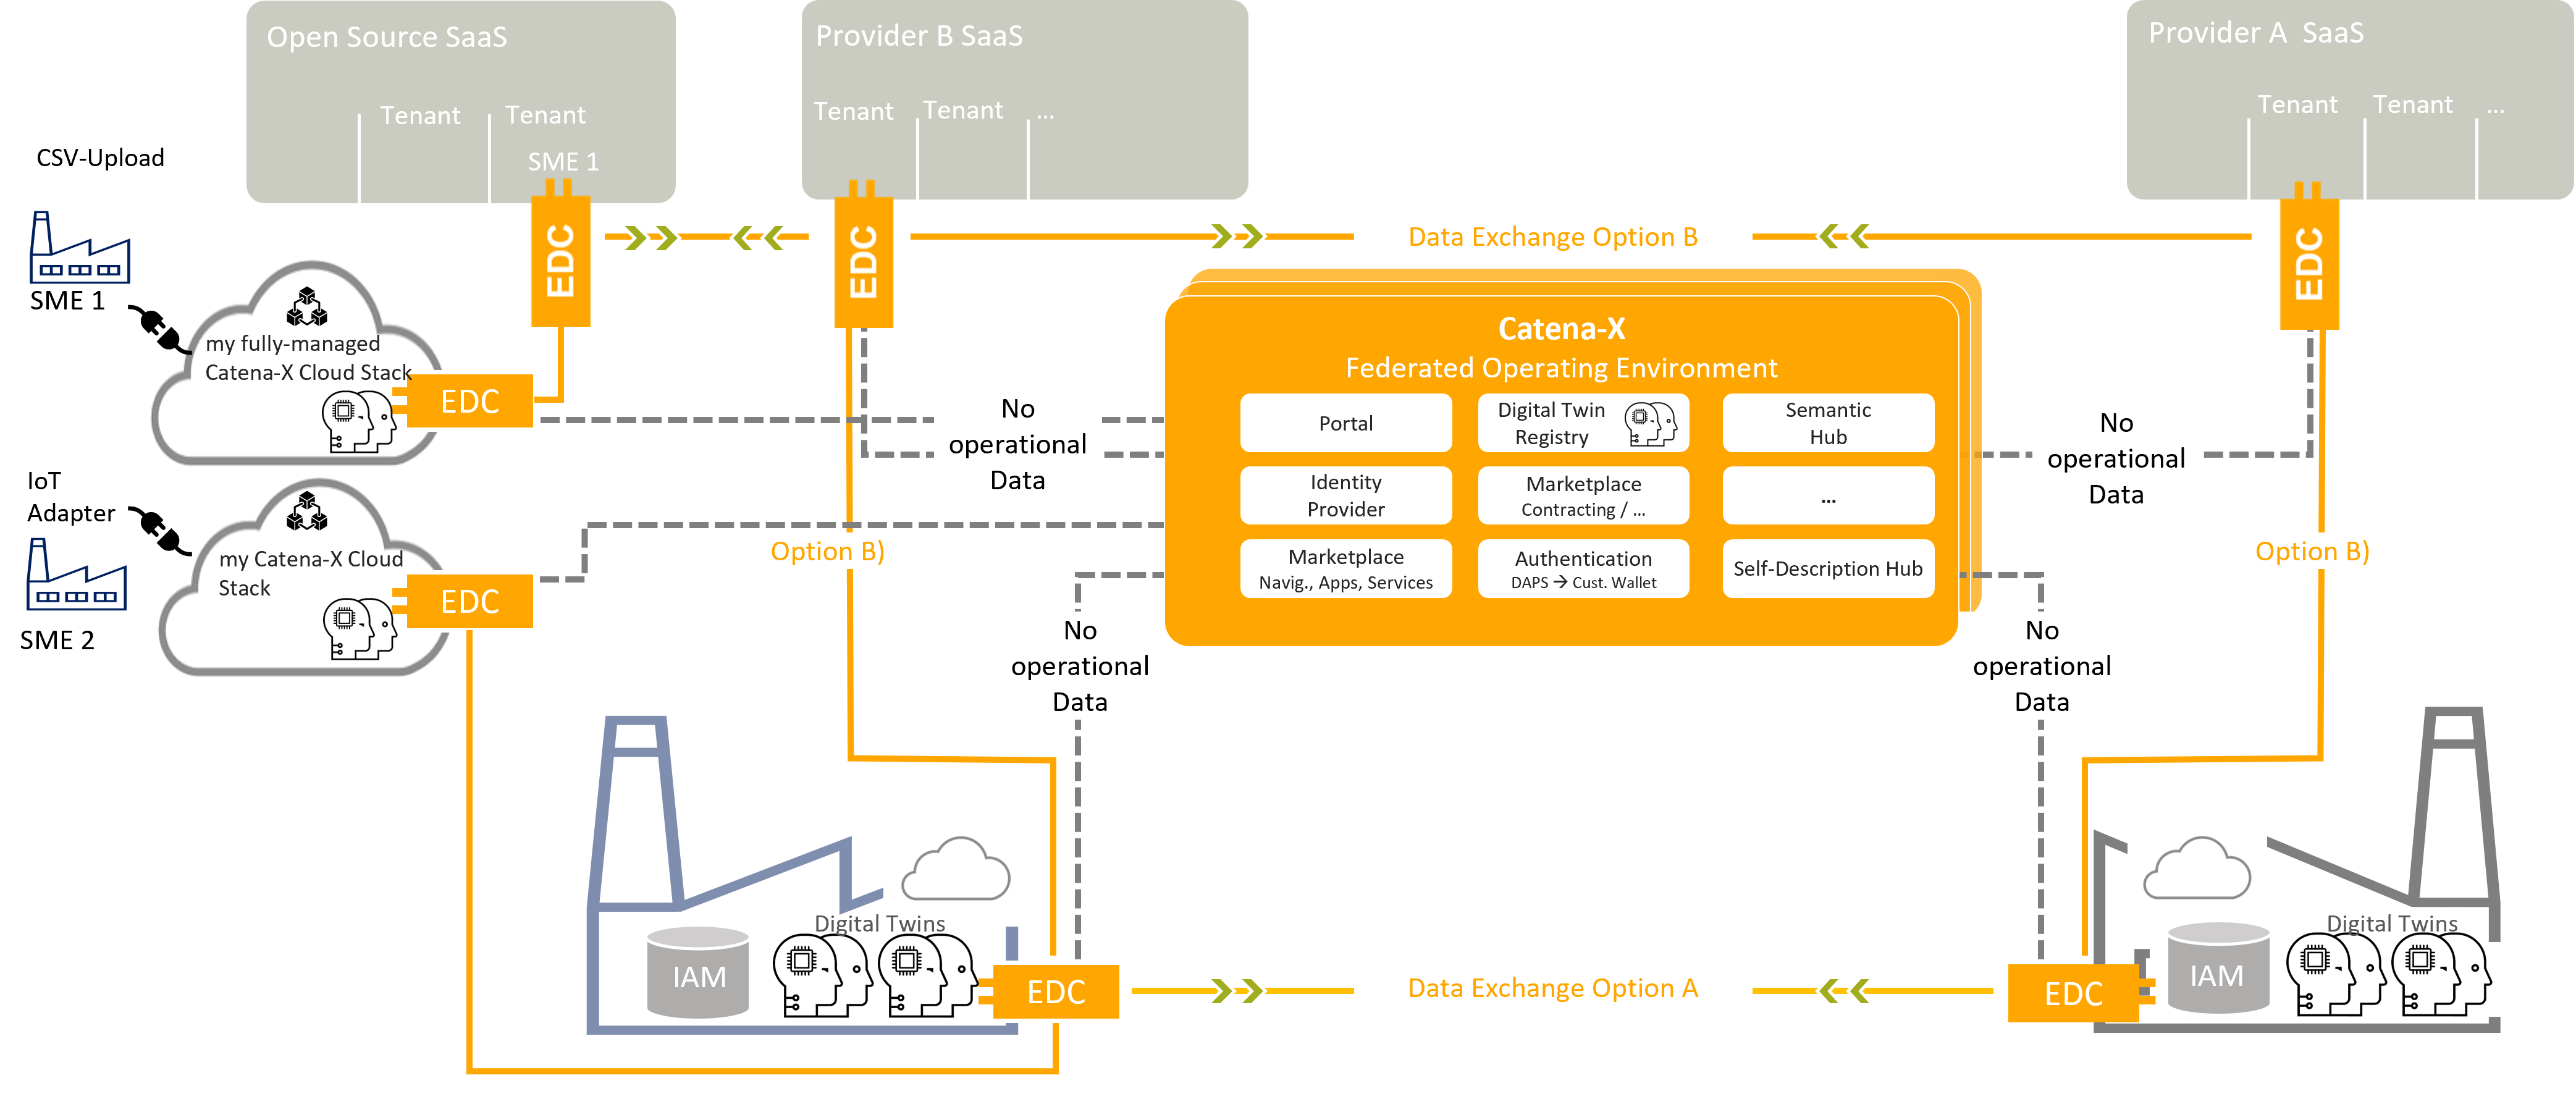 Open Source SaaS
Tenant
Tenant
SME 1
Provider B SaaS
Tenant
Tenant
...
Provider A SaaS
Tenant
Tenant
...
CSV-Upload
SME 1
my fully-managed
Catena-X Cloud Stack
EDC
EDC
EDC
EDC
Data Exchange Option B
Catena-X
Federated Operating Environment
Portal
Digital Twin
Registry
Semantic
Hub
Identity
Provider
Marketplace
Contracting / ...
...
Marketplace
Navig., Apps, Services
Authentication
DAPS → Cust. Wallet
Self-Description Hub
No
operational
Data
No
operational
Data
IoT
Adapter
SME 2
my Catena-X Cloud
Stack
EDC
Option B)
Option B)
No
operational
Data
No
operational
Data
Digital Twins
IAM
EDC
Data Exchange Option A
EDC
IAM
Digital Twins